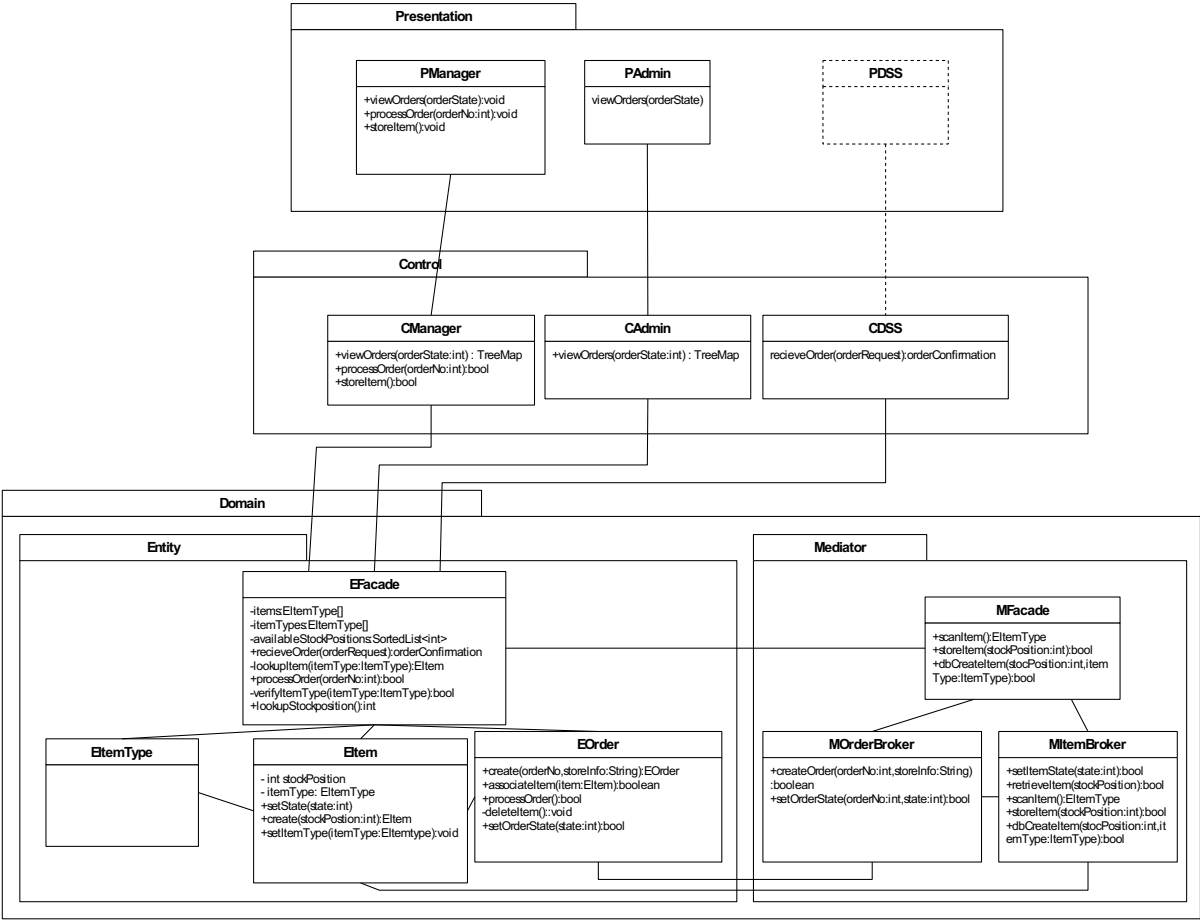 Presentation
PManager
+viewOrders(orderState):void
+processOrder(orderNo:int):void
+storeItem():void
PAdmin
viewOrders(orderState)
PDSS
Control
CManager
+viewOrders(orderState:int) : TreeMap
+processOrder(orderNo:int):bool
+storeItem():bool
CAdmin
+viewOrders(orderState:int) : TreeMap
CDSS
recieveOrder(orderRequest):orderConfirmation
Domain
Entity
EFacade
-items:EItemType[]
-itemTypes:EItemType[]
-availableStockPositions:SortedList<int>
+recieveOrder(orderRequest):orderConfirmation
-lookupItem(itemType:ItemType):EItem
+processOrder(orderNo:int):bool
-verifyItemType(itemType:ItemType):bool
+lookupStockposition():int
EItemType
EItem
- int stockPosition
- itemType: EItemType
+setState(state:int)
+create(stockPostion:int):EItem
+setItemType(itemType:EItemtype):void
EOrder
+create(orderNo,storeInfo:String):EOrder
+associateItem(item:EItem):boolean
+processOrder():bool
-deleteItem()::void
+setOrderState(state:int):bool
Mediator
MFacade
+scanItem():EItemType
+storeItem(stockPosition:int):bool
+dbCreateItem(stocPosition:int,item
Type:ItemType):bool
MOrderBroker
+createOrder(orderNo:int,storeInfo:String)
:boolean
+setOrderState(orderNo:int,state:int):bool
MItemBroker
+setItemState(state:int):bool
+retrieveItem(stockPosition):bool
+scanItem():EItemType
+storeItem(stockPosition:int):bool
+dbCreateItem(stocPosition:int,it
emType:ItemType):bool